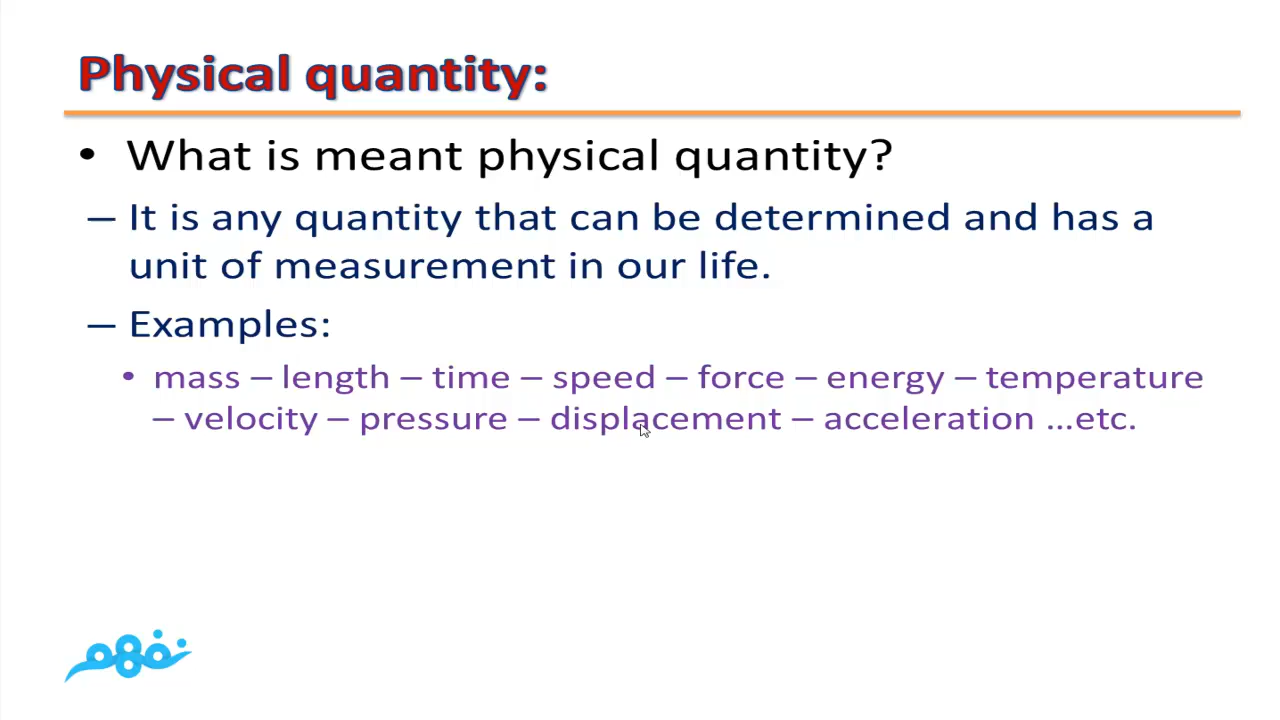 Physical quantity:
• What is meant physical quantity?
– It is any quantity that can be determined and has a
unit of measurement in our life.
– Examples:
• mass – length – time – speed – force – energy – temperature
– velocity – pressure – displacement – acceleration ...etc.
نفهم